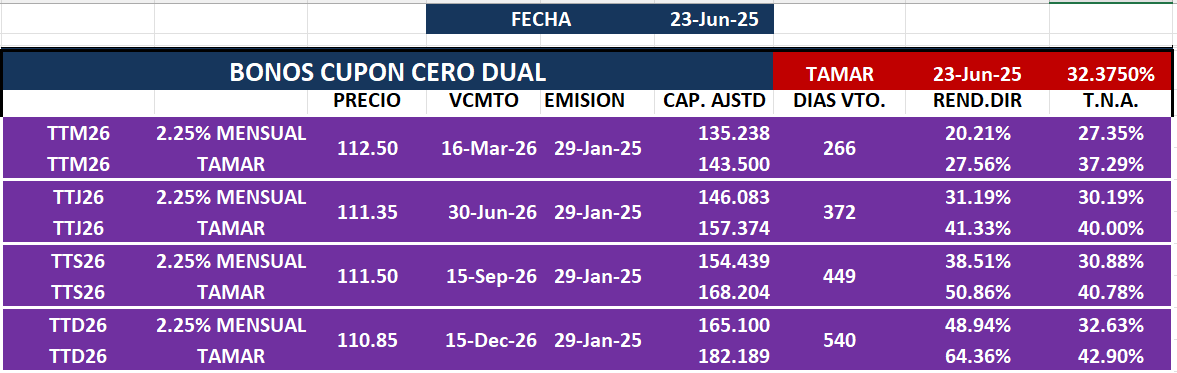 FECHA 23-Jun-25
BONOS CUPON CERO DUAL TAMAR 23-Jun-25 32.3750%
PRECIO VCMTO EMISION CAP. AJSTD DIAS VTO. REND.DIR T.N.A.
TTM26 2.25% MENSUAL 112.50 16-Mar-26 29-Jan-25 135.238 266 20.21% 27.35%
TTM26 TAMAR 143.500 27.56% 37.29%
TTJ26 2.25% MENSUAL 111.35 30-Jun-26 29-Jan-25 146.083 372 31.19% 30.19%
TTJ26 TAMAR 157.374 41.33% 40.00%
TTS26 2.25% MENSUAL 111.50 15-Sep-26 29-Jan-25 154.439 449 38.51% 30.88%
TTS26 TAMAR 168.204 50.86% 40.78%
TTD26 2.25% MENSUAL 110.85 15-Dec-26 29-Jan-25 165.100 540 48.94% 32.63%
TTD26 TAMAR 182.189 64.36% 42.90%